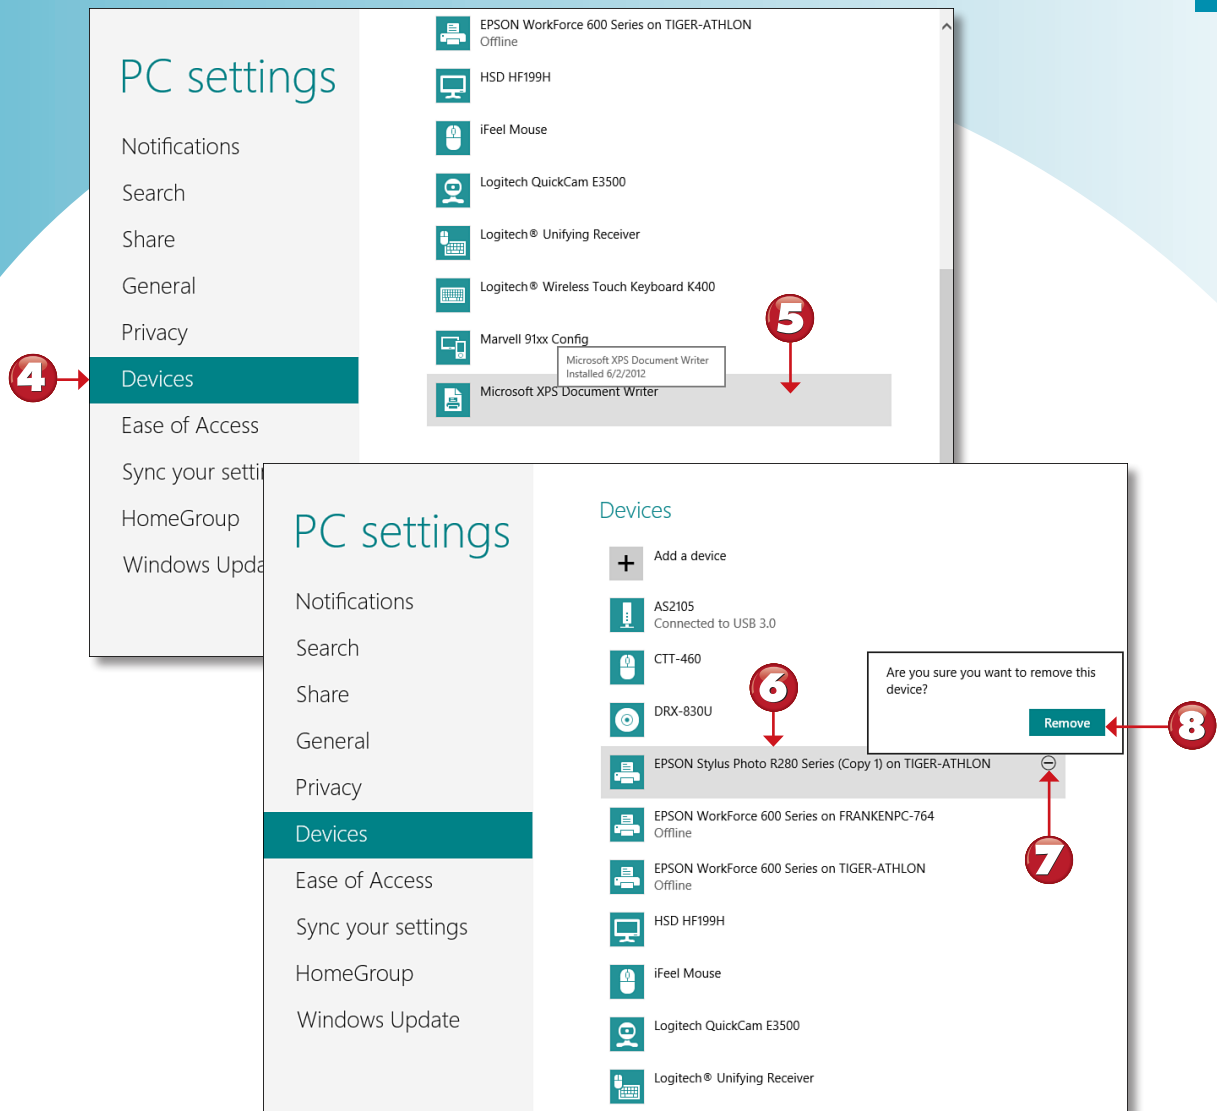 PC settings
Notifications
Search
Share
General
Privacy
Devices
Ease of Access
Sync your setti
HomeGroup
Windows Upda
EPSON WorkForce 600 Series on TIGER-ATHLON
Offline
HSD HF199H
iFeel Mouse
Logitech QuickCam E3500
Logitech® Unifying Receiver
Logitech® Wireless Touch Keyboard K400
Marvell 91xx Config
Microsoft XPS Document Writer
Installed 6/2/2012
Microsoft XPS Document Writer
4
5
PC settings
Notifications
Search
Share
General
Privacy
Devices
Ease of Access
Sync your settings
HomeGroup
Windows Update
Devices
Add a device
AS2105
Connected to USB 3.0
CTT-460
DRX-830U
EPSON Stylus Photo R280 Series (Copy 1) on TIGER-ATHLON
EPSON WorkForce 600 Series on FRANKENPC-764
Offline
EPSON WorkForce 600 Series on TIGER-ATHLON
Offline
HSD HF199H
iFeel Mouse
Logitech QuickCam E3500
Logitech® Unifying Receiver
Are you sure you want to remove this
device?
Remove
6
7
8